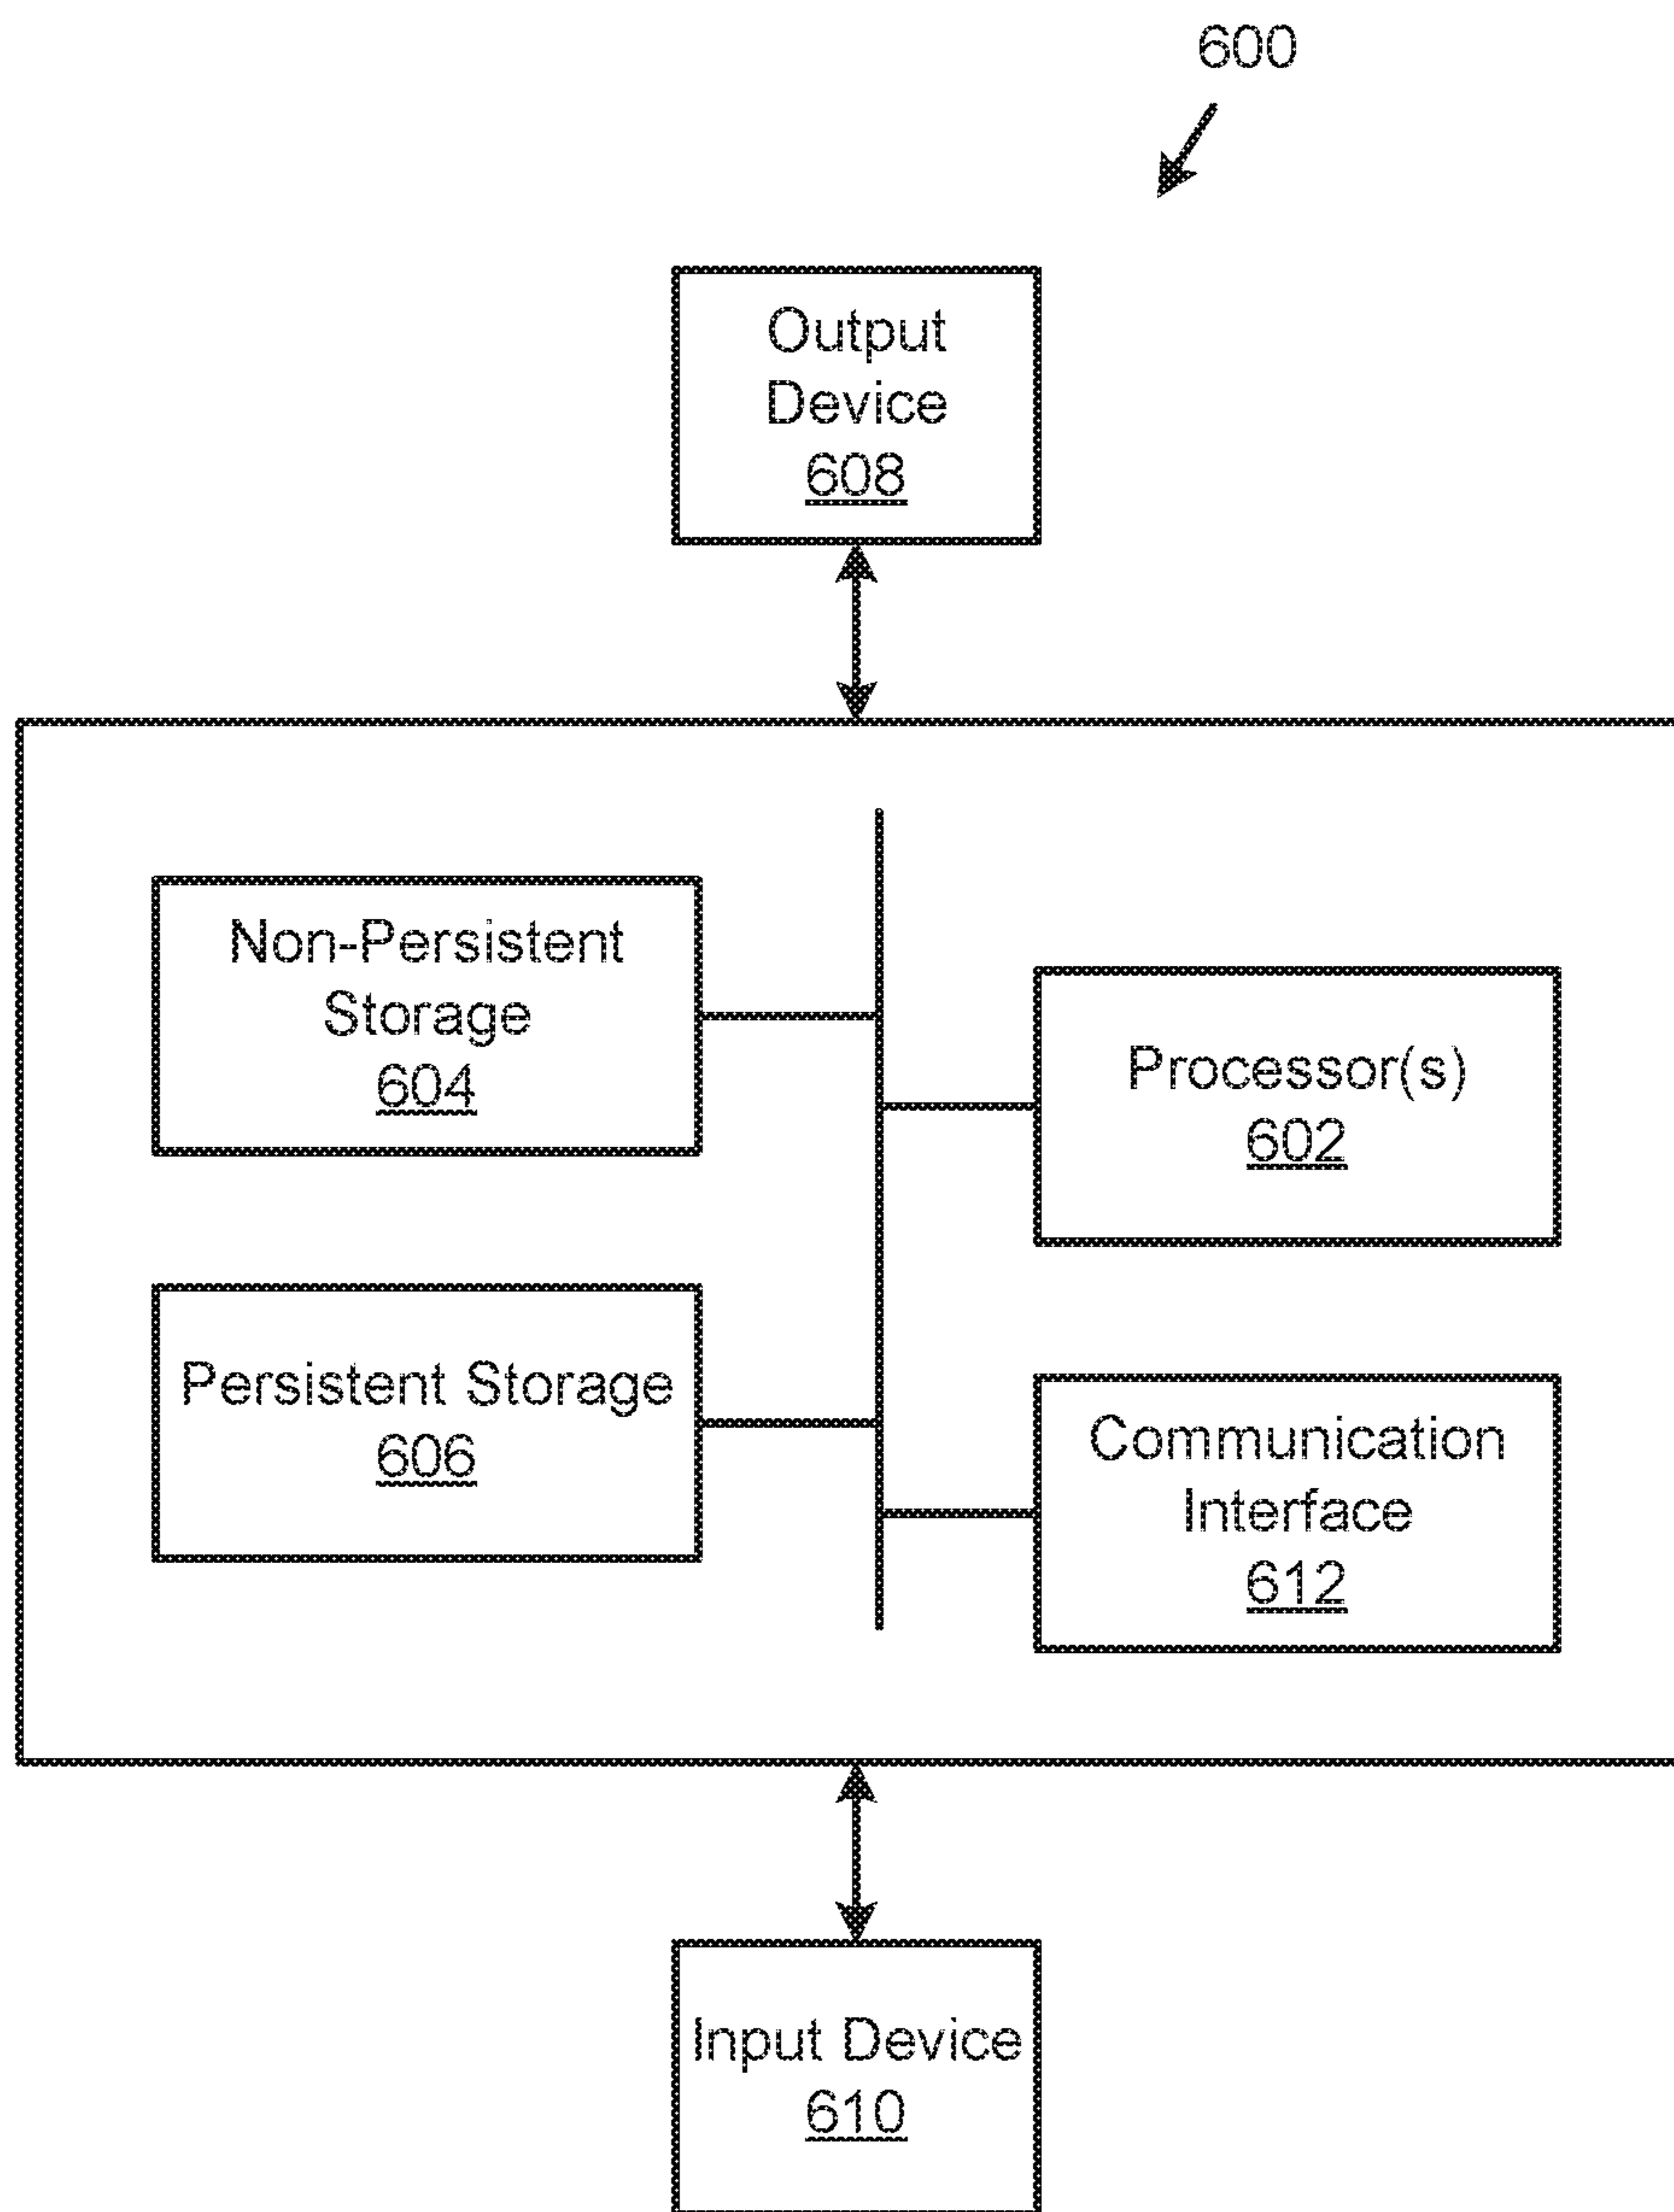 600
Output
Device
608
Non-Persistent
Storage
604
Processor(s)
602
Persistent Storage
606
Communication
Interface
612
Input Device
610